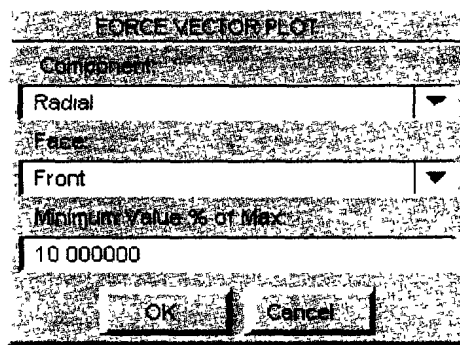 FORCE VECTOR PLOT
Component:
Radial
Face:
Front
Minimum Value % of Max:
10 000000
OK Cancel